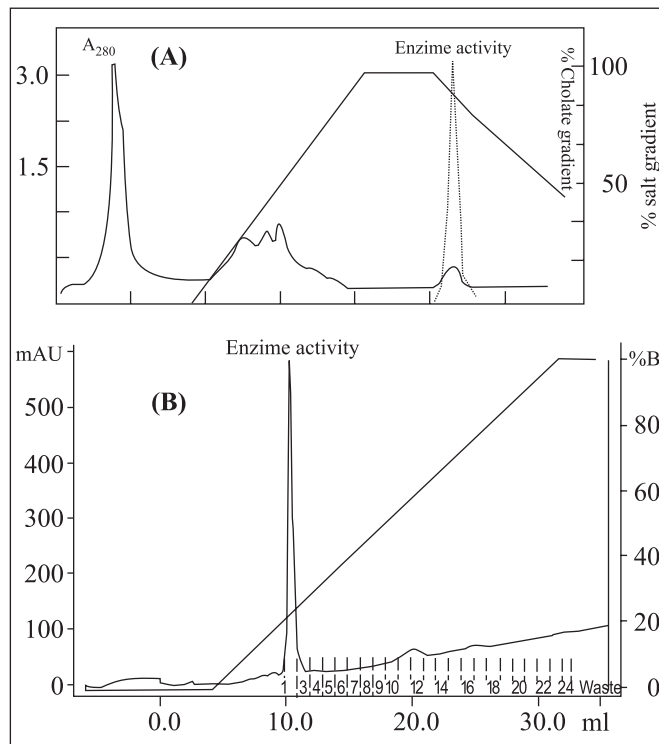 A280
(A)
Enzime activity
3.0
1.5
100
50
% Cholate gradient
% salt gradient
Enzime activity
mAU
%B
(B)
500
400
300
200
100
0
80
60
40
20
0
1 3 4 5 6 7 8 9 10 12 14 16 18 20 22 24 Waste
0.0 10.0 20.0 30.0 ml